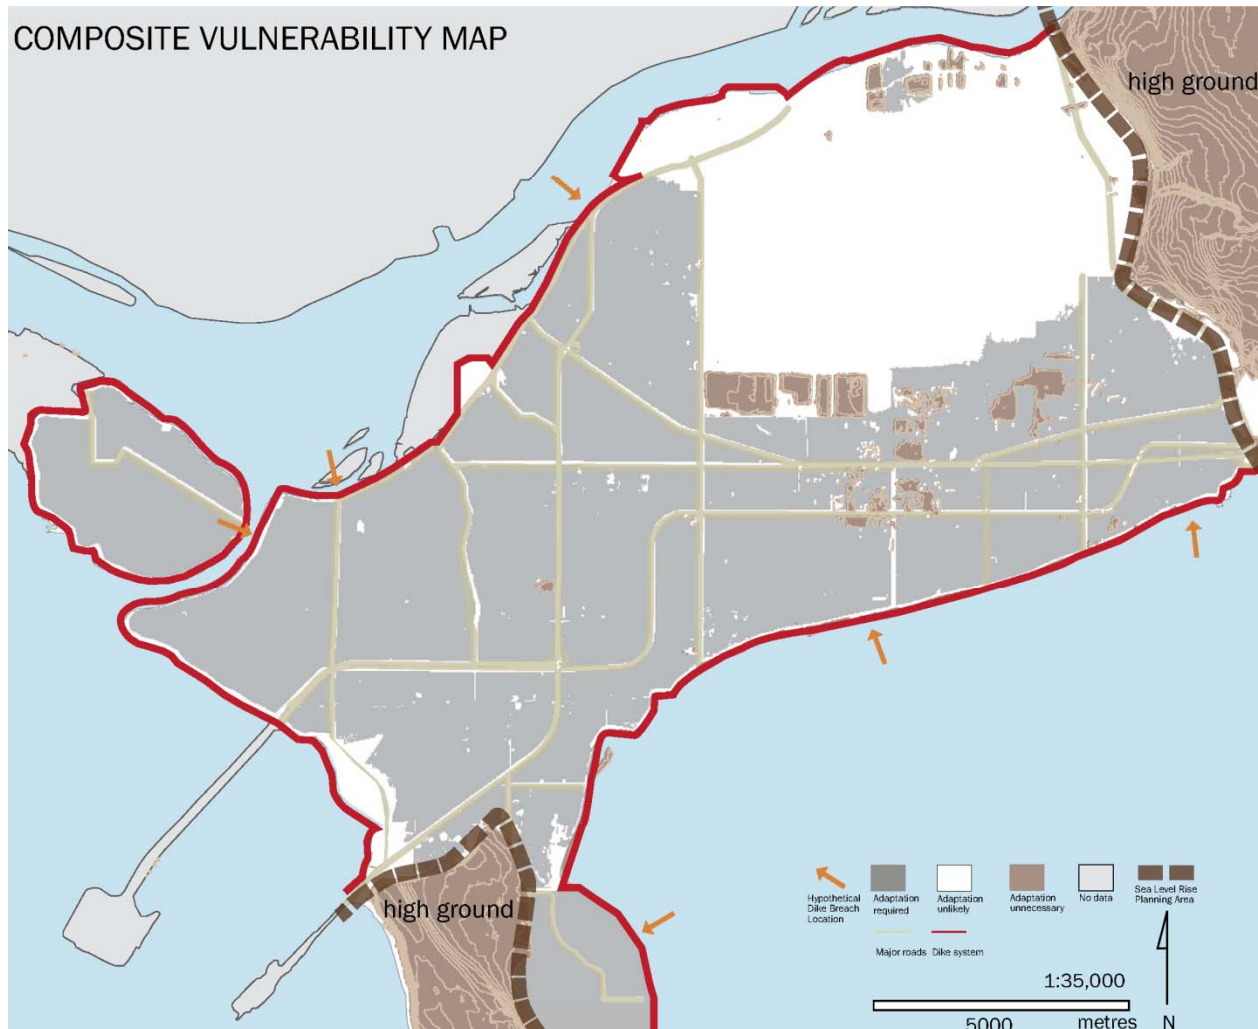 COMPOSITE VULNERABILITY MAP
high ground
high ground
Hypothetical
Dike Breach
Location
Adaptation
required
Adaptation
unlikely
Adaptation
unnecessary
No data
Sea Level Rise
Planning Area
Major roads
Dike system
1:35,000
5000
metres
N